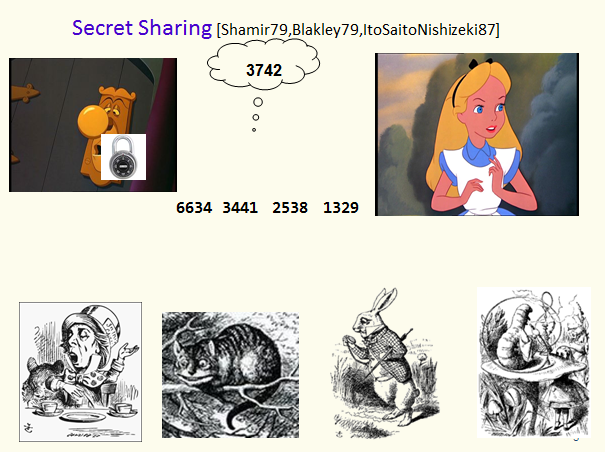 Secret Sharing [Shamir79,Blakley79,ItoSaitoNishizeki87]
3742
6634 3441 2538 1329